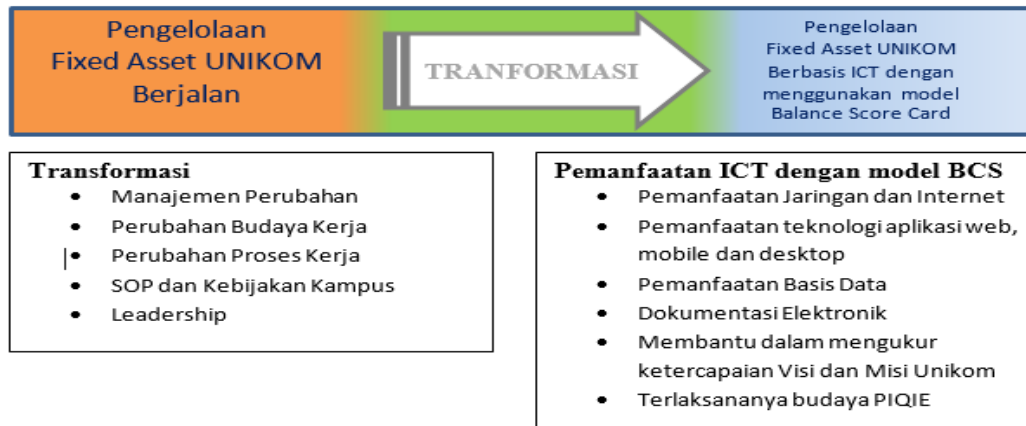 Pengelolaan
Fixed Asset UNIKOM
Berjalan
TRANFORMASI
Pengelolaan
Fixed Asset UNIKOM
Berbasis ICT dengan
menggunakan model
Balance Score Card
Transformasi
• Manajemen Perubahan
• Perubahan Budaya Kerja
• Perubahan Proses Kerja
• SOP dan Kebijakan Kampus
• Leadership
Pemanfaatan ICT dengan model BCS
• Pemanfaatan Jaringan dan Internet
• Pemanfaatan teknologi aplikasi web,
mobile dan desktop
• Pemanfaatan Basis Data
• Dokumentasi Elektronik
• Membantu dalam mengukur
ketercapaian Visi dan Misi Unikom
• Terlaksananya budaya PIQIE